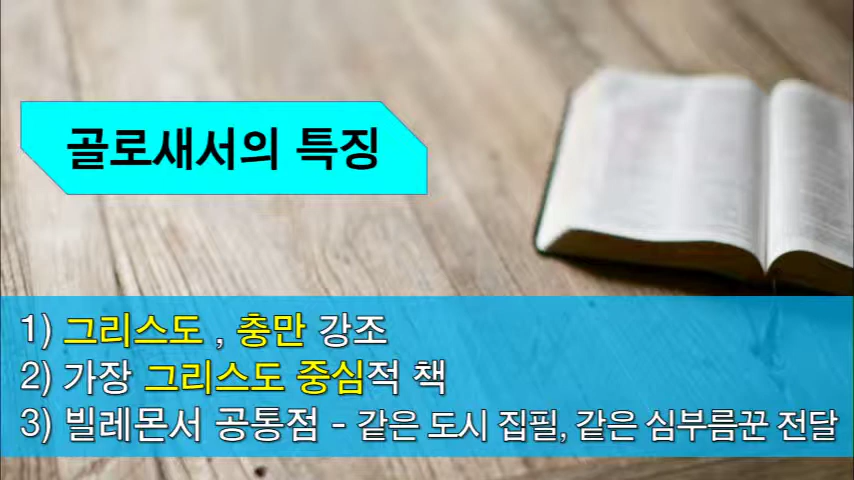 골로새서의 특징
1) 그리스도 , 충만 강조
2) 가장 그리스도 중심적 책
3) 빌레몬서 공통점 - 같은 도시 집필, 같은 심부름꾼 전달